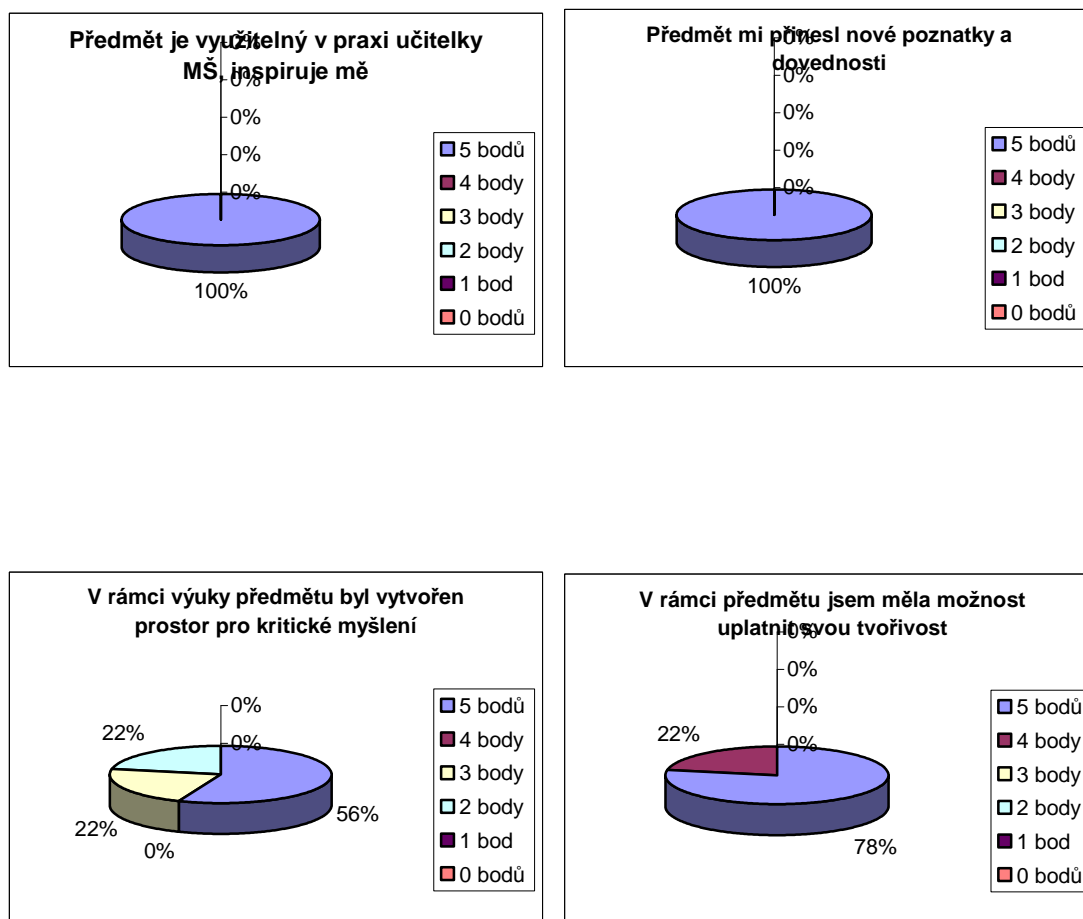 Předmět je využitelný v praxi učitelky
MŠ, inspiruje mě
0%
0%
0%
0%
0%
100%
5 bodů
4 body
3 body
2 body
1 bod
0 bodů
Předmět mi přinesl nové poznatky a
dovednosti
0%
0%
0%
0%
0%
100%
5 bodů
4 body
3 body
2 body
1 bod
0 bodů
V rámci výuky předmětu byl vytvořen
prostor pro kritické myšlení
0%
0%
22%
22%
0%
56%
5 bodů
4 body
3 body
2 body
1 bod
0 bodů
V rámci předmětu jsem měla možnost
uplatnit svou tvořivost
0%
0%
0%
0%
22%
78%
5 bodů
4 body
3 body
2 body
1 bod
0 bodů